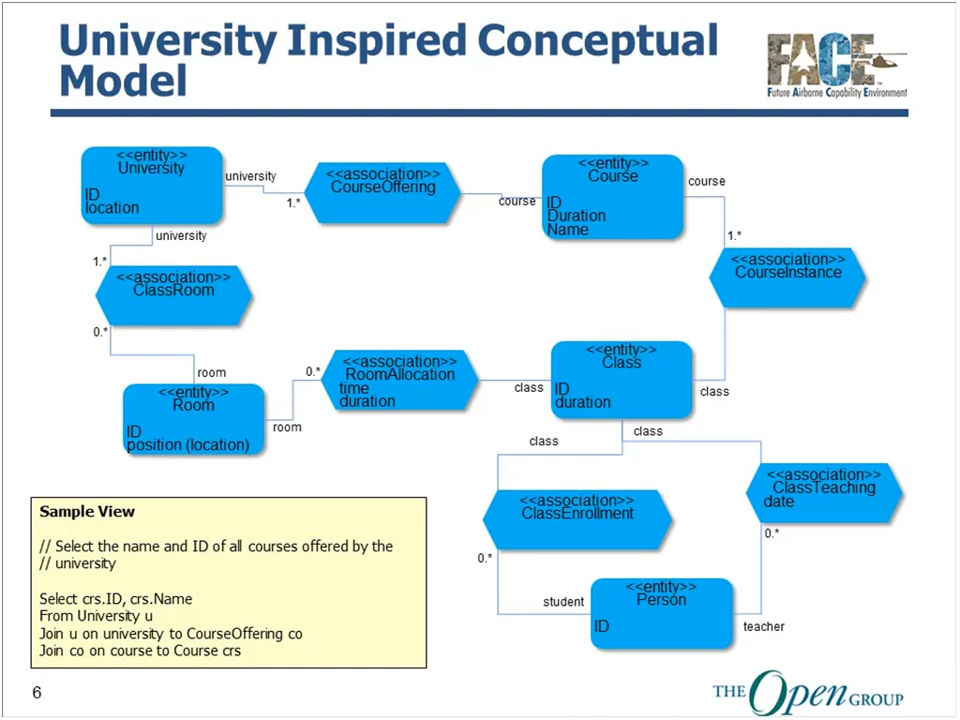 University Inspired Conceptual
Model
FACE
TM
Future Airborne Capability Environment
<<entity>>
University
ID
location
university
1.*
<<association>>
CourseOffering
course
<<entity>>
Course
ID
Duration
Name
course
1.*
<<association>>
CourseInstance
university
1.*
<<association>>
ClassRoom
0.*
room
<<entity>>
Room
ID
position (location)
room
0.*
<<association>>
RoomAllocation
time
duration
class
<<entity>>
Class
ID
duration
class
class
class
<<association>>
ClassEnrollment
0.*
<<association>>
ClassTeaching
date
0.*
student
<<entity>>
Person
ID
teacher
Sample View
// Select the name and ID of all courses offered by the
// university
Select crs.ID, crs.Name
From University u
Join u on university to CourseOffering co
Join co on course to Course crs
6
THE Open GROUP